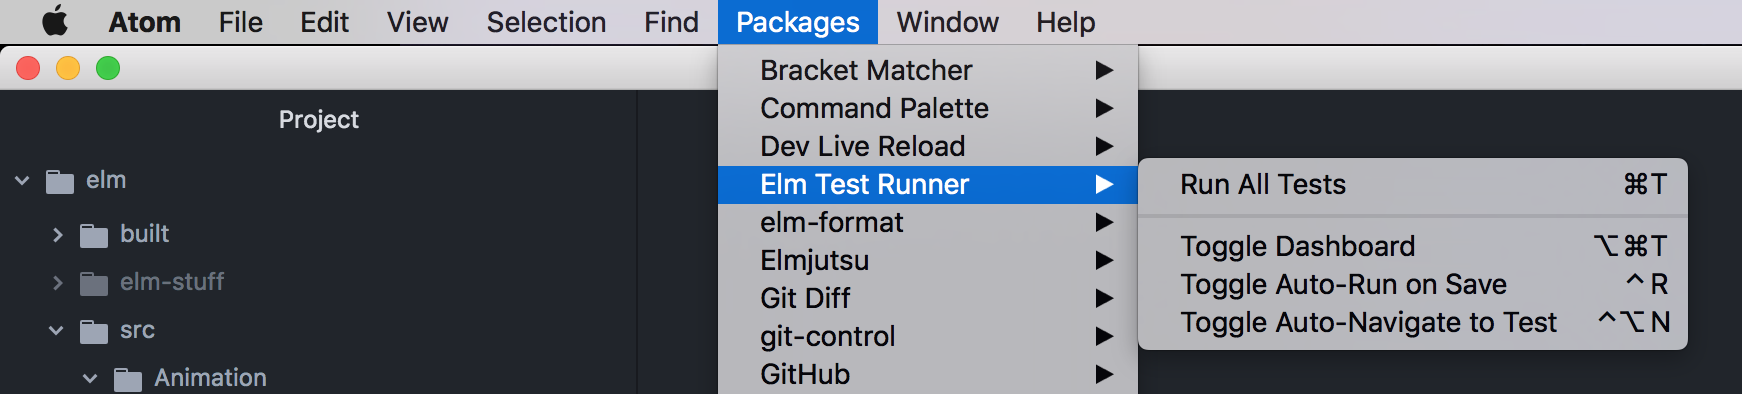 Atom File Edit View Selection Find Packages Window Help
Project
elm
built
elm-stuff
src
Animation
Bracket Matcher ▶
Command Palette ▶
Dev Live Reload ▶
Elm Test Runner ▶
elm-format ▶
Elmjutsu ▶
Git Diff ▶
git-control ▶
GitHub ▶
Run All Tests ⌘T
Toggle Dashboard ⌥⌘T
Toggle Auto-Run on Save ^R
Toggle Auto-Navigate to Test ^⌥N